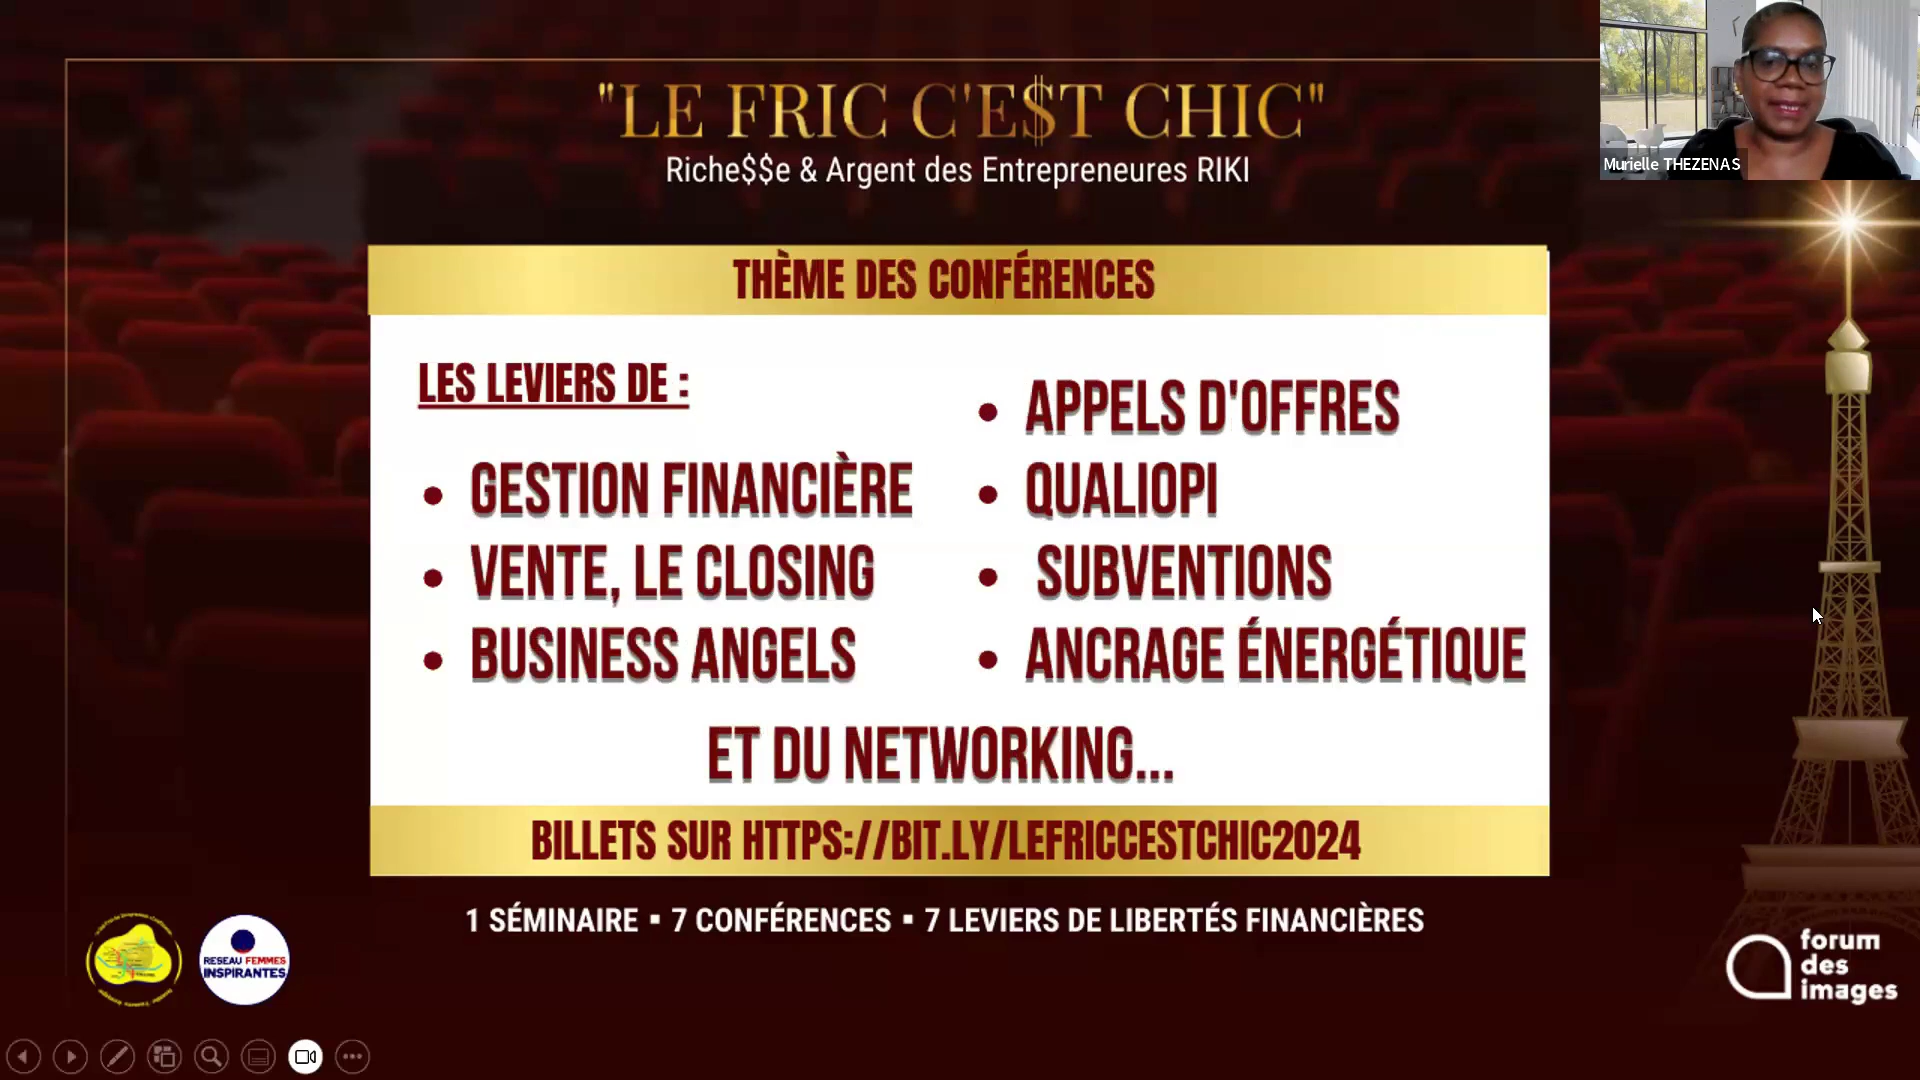 "LE FRIC C'E$T CHIC"
Riche$$e & Argent des Entrepreneures RIKI
Murielle THEZENAS
THÈME DES CONFÉRENCES
LES LEVIERS DE :
• GESTION FINANCIÈRE
• VENTE, LE CLOSING
• BUSINESS ANGELS
• APPELS D'OFFRES
• QUALIOPI
• SUBVENTIONS
• ANCRAGE ÉNERGÉTIQUE
ET DU NETWORKING...
BILLETS SUR HTTPS://BIT.LY/LEFRICCESTCHIC2024
1 SÉMINAIRE ▪ 7 CONFÉRENCES ▪ 7 LEVIERS DE LIBERTÉS FINANCIÈRES
RESEAU FEMMES
INSPIRANTES
forum
des
images